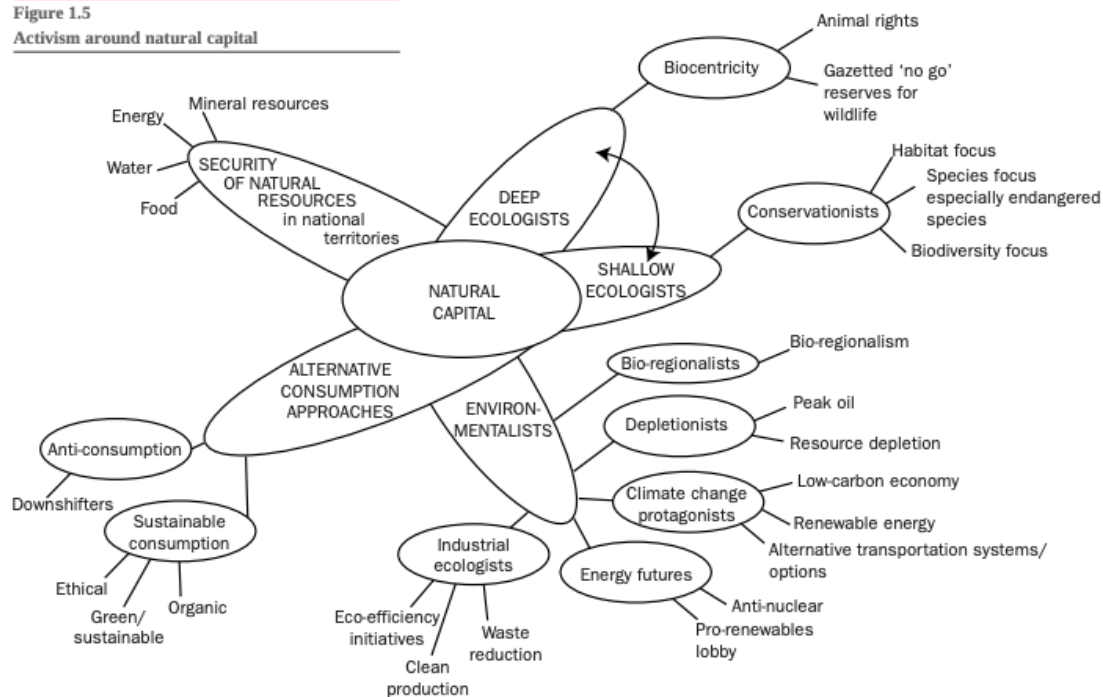 Figure 1.5
Activism around natural capital
Animal rights
Biocentricity
Gazetted ‘no go’
reserves for
wildlife
Mineral resources
Energy
Water
Food
SECURITY
OF NATURAL
RESOURCES
in national
territories
DEEP
ECOLOGISTS
Habitat focus
Species focus
especially endangered
species
Conservationists
Biodiversity focus
SHALLOW
ECOLOGISTS
NATURAL
CAPITAL
Bio-regionalism
Bio-regionalists
ALTERNATIVE
CONSUMPTION
APPROACHES
ENVIRON-
MENTALISTS
Peak oil
Depletionists
Resource depletion
Anti-consumption
Downshifters
Low-carbon economy
Climate change
protagonists
Renewable energy
Alternative transportation systems/
options
Sustainable
consumption
Ethical
Green/
sustainable
Organic
Industrial
ecologists
Eco-efficiency
initiatives
Clean
production
Waste
reduction
Energy futures
Anti-nuclear
Pro-renewables
lobby